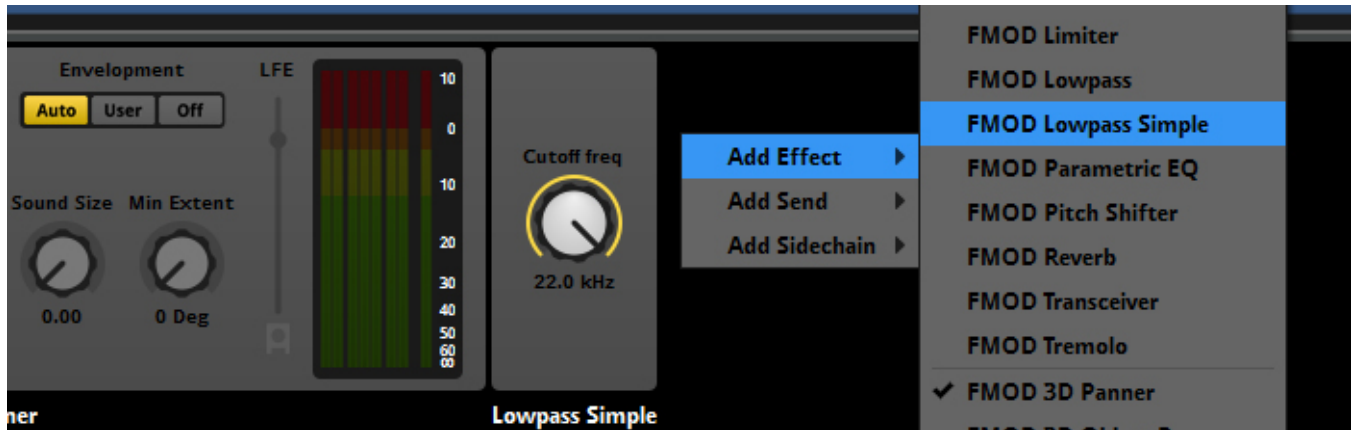 Envelopment
LFE
Auto
User
Off
Sound Size
Min Extent
0.00
0 Deg
10
0
10
20
30
40
50
60
∞
Cutoff freq
22.0 kHz
Lowpass Simple
Add Effect
Add Send
Add Sidechain
FMOD Limiter
FMOD Lowpass
FMOD Lowpass Simple
FMOD Parametric EQ
FMOD Pitch Shifter
FMOD Reverb
FMOD Transceiver
FMOD Tremolo
FMOD 3D Panner